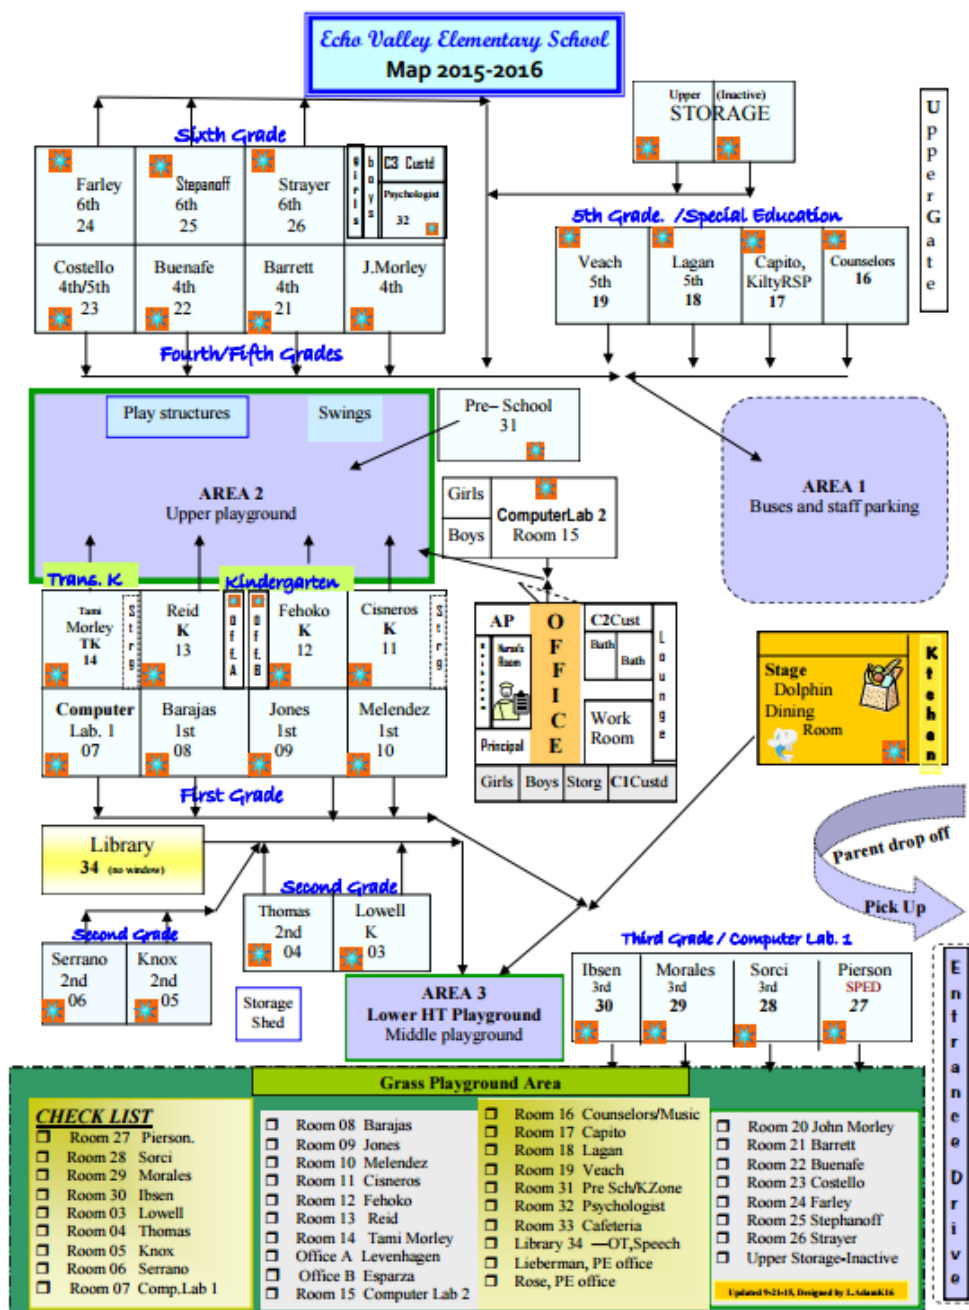 Echo Valley Elementary School
Map 2015-2016
Upper (Inactive)
STORAGE
UpperGate
Sixth Grade
Farley
6th
24
Stepanoff
6th
25
Strayer
6th
26
girls
boys
C3 Custd
Psychologist
32
Costello
4th/5th
23
Buenafe
4th
22
Barrett
4th
21
J.Morley
4th
Fourth/Fifth Grades
5th Grade. /Special Education
Veach
5th
19
Lagan
5th
18
Capito,
KiltyRSP
17
Counselors
16
Play structures
Swings
AREA 2
Upper playground
Pre– School
31
Girls
Boys
ComputerLab 2
Room 15
AREA 1
Buses and staff parking
Trans. K
Kindergarten
Tami
Morley
TK
14
Strg
Reid
K
13
Off.A
Off.B
Fehoko
K
12
Cisneros
K
11
Strg
Computer
Lab. 1
07
Barajas
1st
08
Jones
1st
09
Melendez
1st
10
First Grade
AP
Nurse's
Room
Principal
OFFICE
C2Cust
Bath
Bath
Lounge
Work
Room
Girls
Boys
Storg
C1Custd
Stage
Dolphin
Dining
Room
Kitchen
Parent drop off
Pick Up
Library
34 (no window)
Second Grade
Thomas
2nd
04
Lowell
K
03
Second Grade
Serrano
2nd
06
Knox
2nd
05
Storage
Shed
AREA 3
Lower HT Playground
Middle playground
Third Grade / Computer Lab. 1
Ibsen
3rd
30
Morales
3rd
29
Sorci
3rd
28
Pierson
SPED
27
Entrance Drive
Grass Playground Area
CHECK LIST
Room 27 Pierson.
Room 28 Sorci
Room 29 Morales
Room 30 Ibsen
Room 03 Lowell
Room 04 Thomas
Room 05 Knox
Room 06 Serrano
Room 07 Comp.Lab 1
Room 08 Barajas
Room 09 Jones
Room 10 Melendez
Room 11 Cisneros
Room 12 Fehoko
Room 13 Reid
Room 14 Tami Morley
Office A Levenhagen
Office B Esparza
Room 15 Computer Lab 2
Room 16 Counselors/Music
Room 17 Capito
Room 18 Lagan
Room 19 Veach
Room 31 Pre Sch/KZone
Room 32 Psychologist
Room 33 Cafeteria
Library 34 —OT,Speech
Lieberman, PE office
Rose, PE office
Room 20 John Morley
Room 21 Barrett
Room 22 Buenafe
Room 23 Costello
Room 24 Farley
Room 25 Stephanoff
Room 26 Strayer
Upper Storage-Inactive
Updated 9-21-15, Designed by L.AdamK16